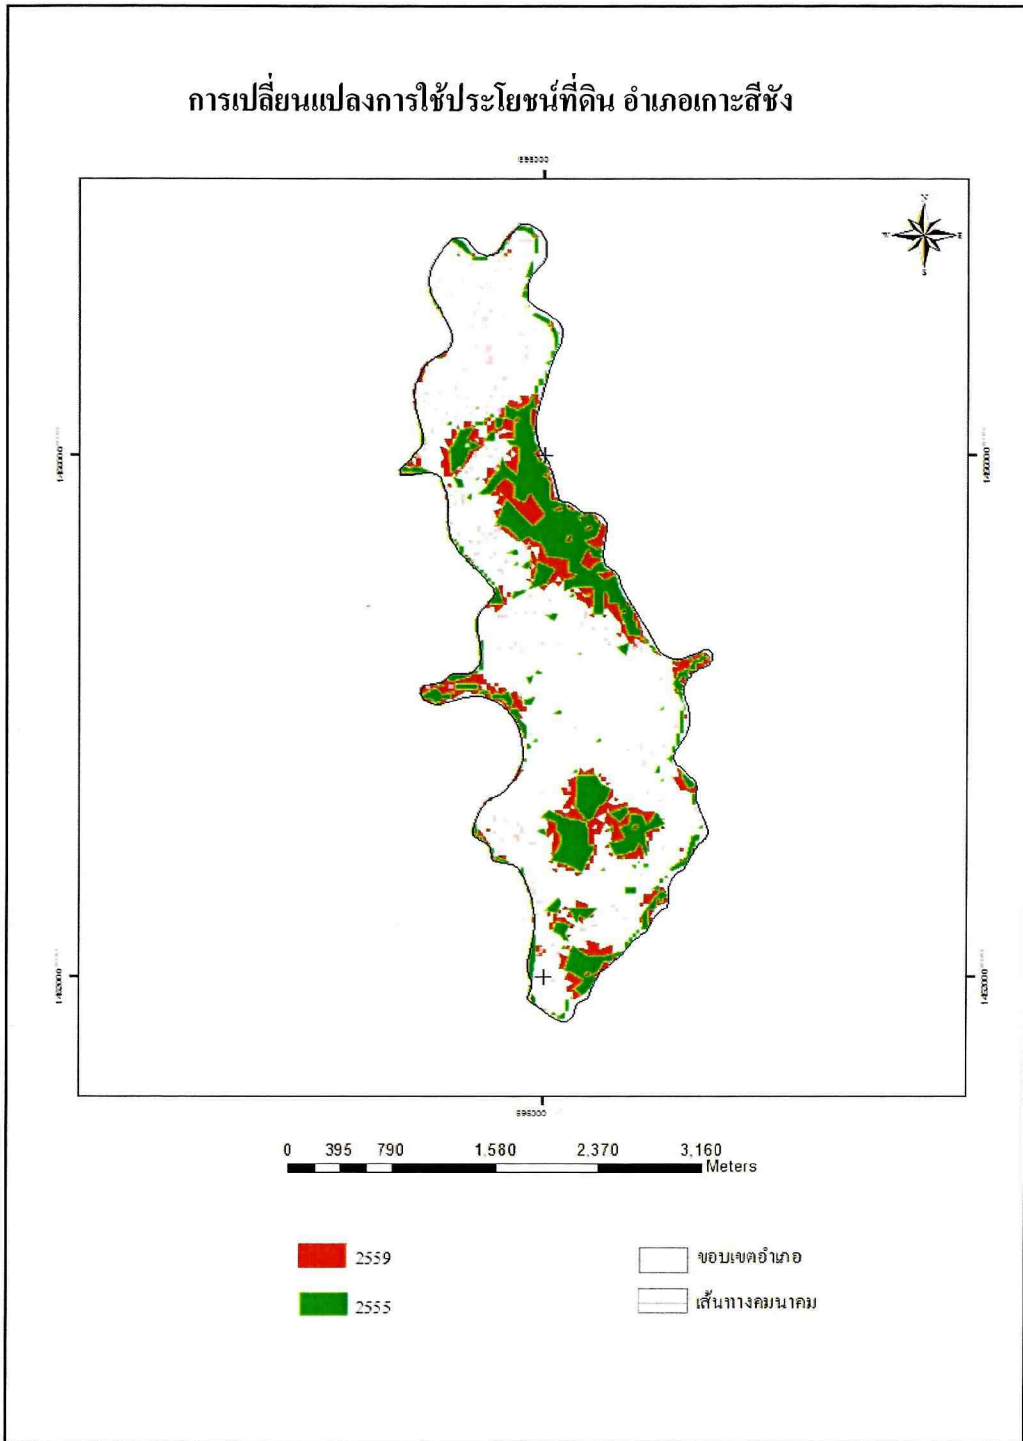 การเปลี่ยนแปลงการใช้ประโยชน์ที่ดิน อำเภอเกาะสีชัง
E
S
0 395 790 1,580 2,370 3,160
Meters
2559
2555
ขอบเขตอำเภอ
เส้นทางคมนาคม